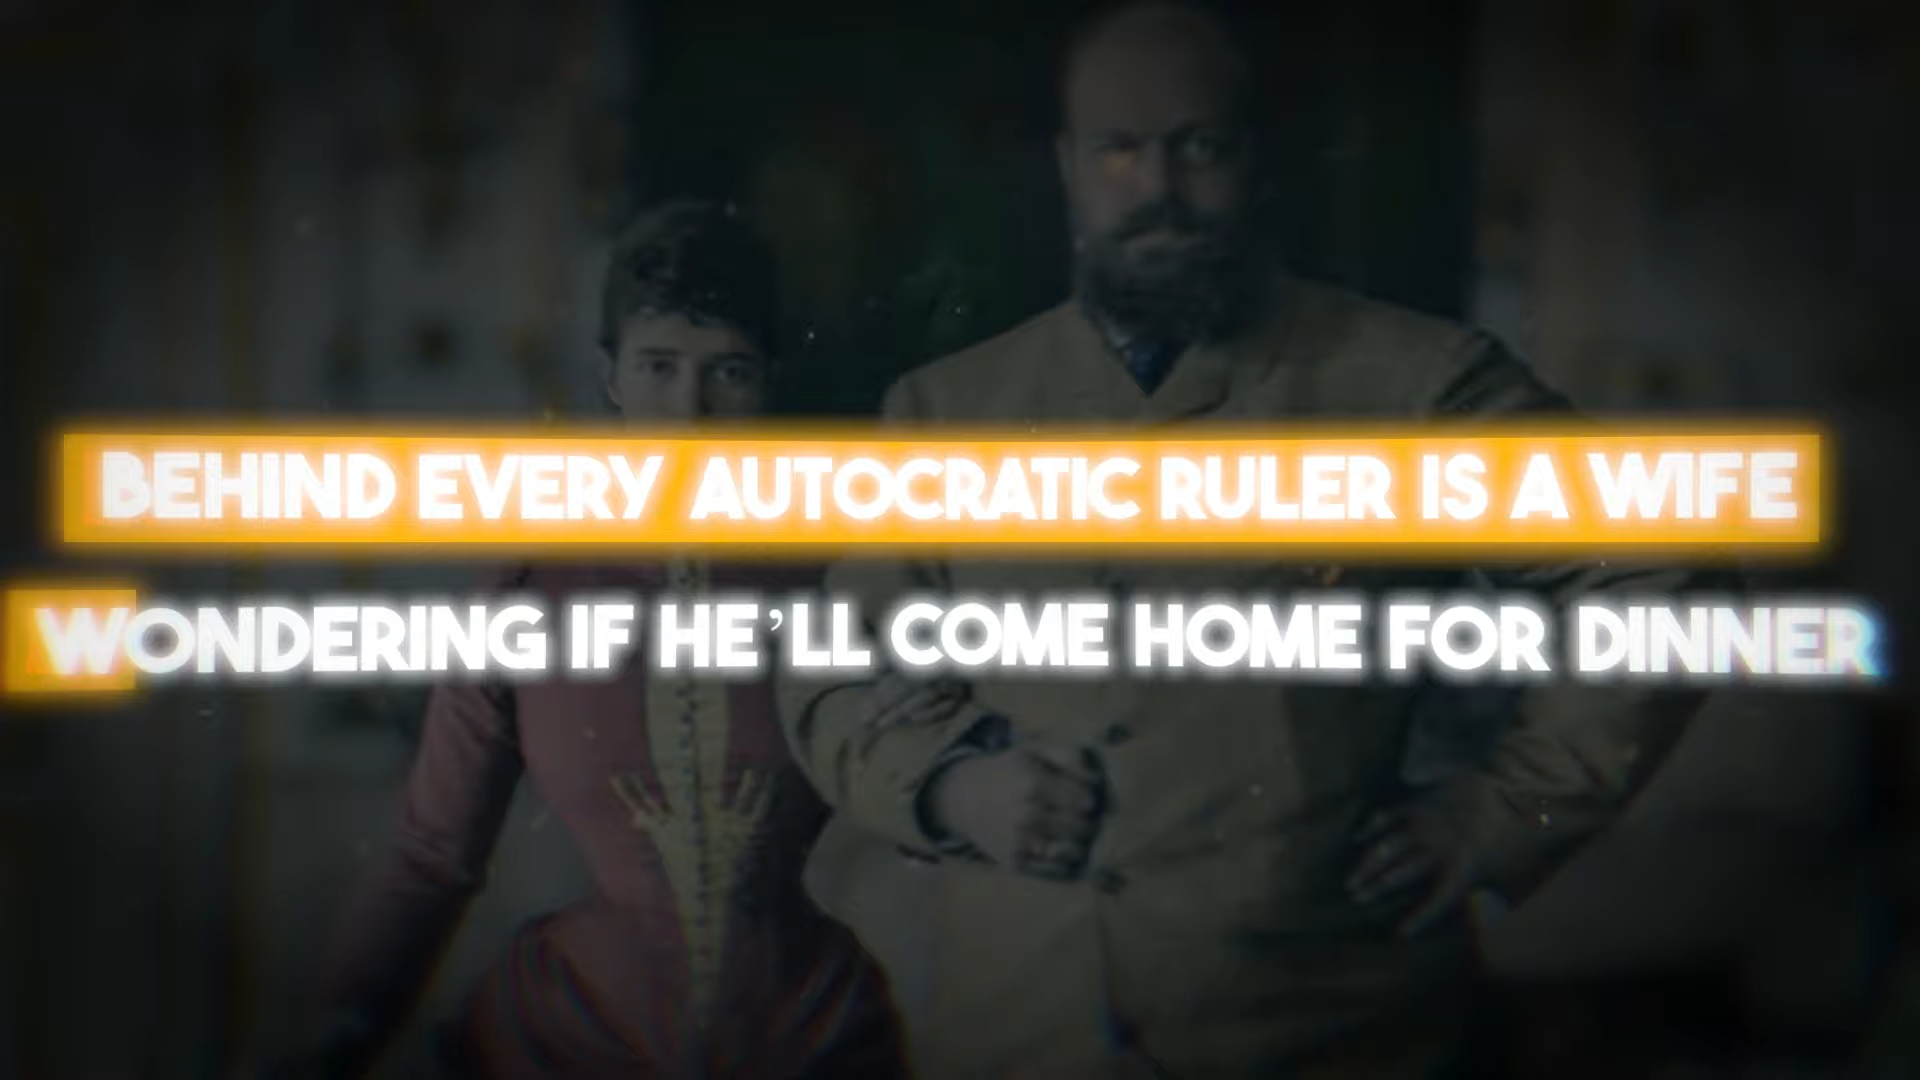 BEHIND EVERY AUTOCRATIC RULER IS A WIFE
WONDERING IF HE’LL COME HOME FOR DINNER